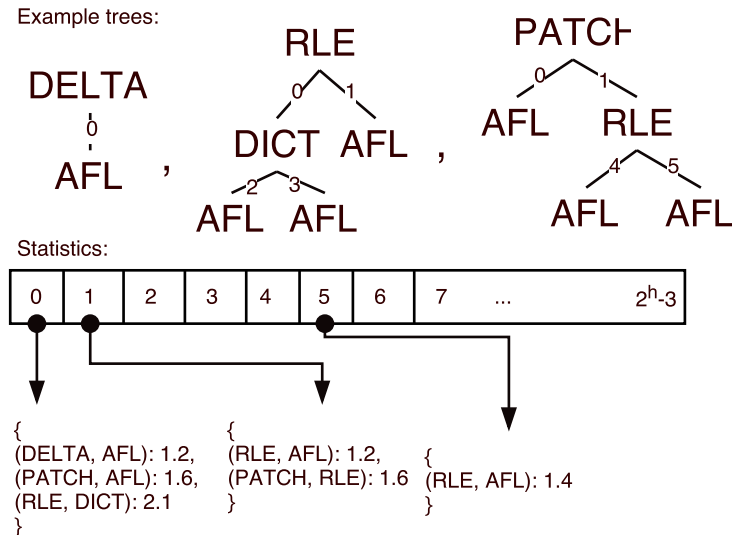 Example trees:
DELTA
0
AFL
,
RLE
0 1
DICT AFL
2 3
AFL AFL
,
PATCH
0 1
AFL RLE
4 5
AFL AFL
Statistics:
0 1 2 3 4 5 6 7 ... 2^h-3
{
(DELTA, AFL): 1.2,
(PATCH, AFL): 1.6,
(RLE, DICT): 2.1
}
{
(RLE, AFL): 1.2,
(PATCH, RLE): 1.6
}
{
(RLE, AFL): 1.4
}